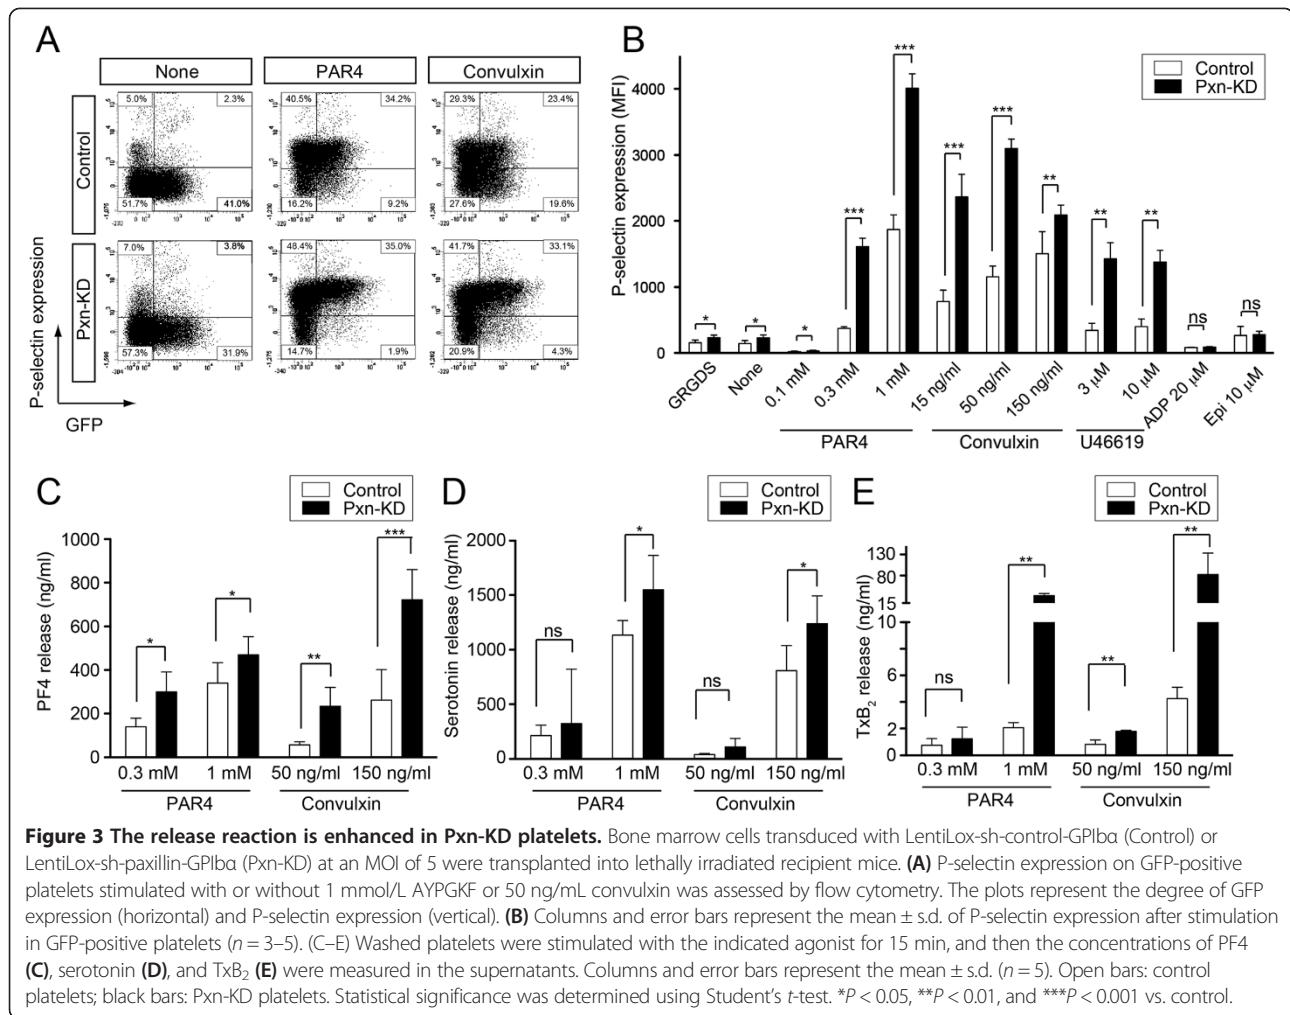 A
None
PAR4
Convulxin
Control
Pxn-KD
5.0% 2.3%
51.7% 41.0%
40.5% 34.2%
16.2% 9.2%
29.3% 23.4%
27.6% 19.6%
7.0% 3.8%
57.3% 31.9%
48.4% 35.0%
14.7% 1.9%
41.7% 33.1%
20.9% 4.3%
P-selectin expression
GFP
B
Control
Pxn-KD
P-selectin expression (MFI)
4000
3000
2000
1000
0
* * * *** *** *** *** ** ** ** ns ns
GRGDS None 0.1 mM 0.3 mM 1 mM 15 ng/ml 50 ng/ml 150 ng/ml 3 µM 10 µM ADP 20 µM Epi 10 µM
PAR4 Convulxin U46619
C
Control
Pxn-KD
PF4 release (ng/ml)
1000
800
600
400
200
0
* * ** ***
0.3 mM 1 mM 50 ng/ml 150 ng/ml
PAR4 Convulxin
D
Control
Pxn-KD
Serotonin release (ng/ml)
2000
1500
1000
500
0
ns * ns *
0.3 mM 1 mM 50 ng/ml 150 ng/ml
PAR4 Convulxin
E
Control
Pxn-KD
TxB₂ release (ng/ml)
130
80
15
10
6
2
0
ns ** ** **
0.3 mM 1 mM 50 ng/ml 150 ng/ml
PAR4 Convulxin
Figure 3 The release reaction is enhanced in Pxn-KD platelets. Bone marrow cells transduced with LentiLox-sh-control-GPIbα (Control) or
LentiLox-sh-paxillin-GPIbα (Pxn-KD) at an MOI of 5 were transplanted into lethally irradiated recipient mice. (A) P-selectin expression on GFP-positive
platelets stimulated with or without 1 mmol/L AYPGKF or 50 ng/mL convulxin was assessed by flow cytometry. The plots represent the degree of GFP
expression (horizontal) and P-selectin expression (vertical). (B) Columns and error bars represent the mean ± s.d. of P-selectin expression after stimulation
in GFP-positive platelets (n = 3–5). (C–E) Washed platelets were stimulated with the indicated agonist for 15 min, and then the concentrations of PF4
(C), serotonin (D), and TxB₂ (E) were measured in the supernatants. Columns and error bars represent the mean ± s.d. (n = 5). Open bars: control
platelets; black bars: Pxn-KD platelets. Statistical significance was determined using Student's t-test. *P < 0.05, **P < 0.01, and ***P < 0.001 vs. control.